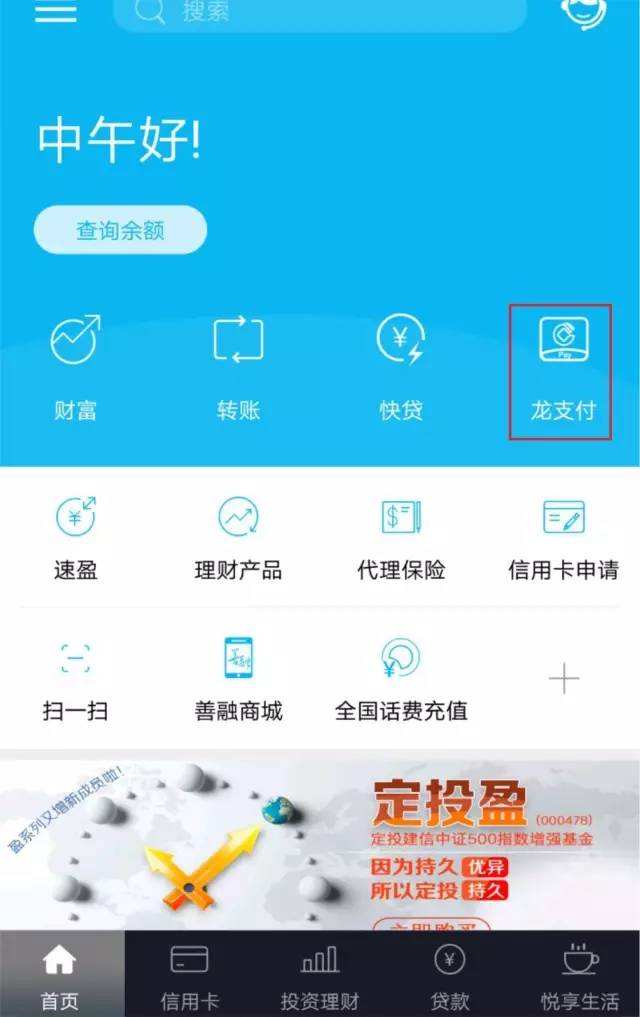 搜索
中午好!
查询余额
Pay
财富 转账 快贷 龙支付
速盈 理财产品 代理保险 信用卡申请
扫一扫 善融商城 全国话费充值
盈系列又增新成员啦!
定投盈 (000478)
定投建信中证500指数增强基金
因为持久 优异
所以定投 持久
立即购买
首页 信用卡 投资理财 贷款 悦享生活